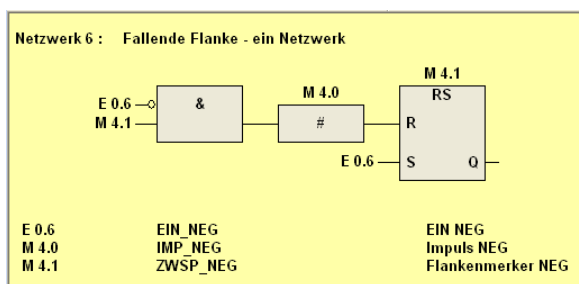 Netzwerk 6 : Fallende Flanke - ein Netzwerk
M 4.1
M 4.0 RS
E 0.6 &
M 4.1 # R
E 0.6 S Q
E 0.6 EIN_NEG EIN NEG
M 4.0 IMP_NEG Impuls NEG
M 4.1 ZWSP_NEG Flankenmerker NEG